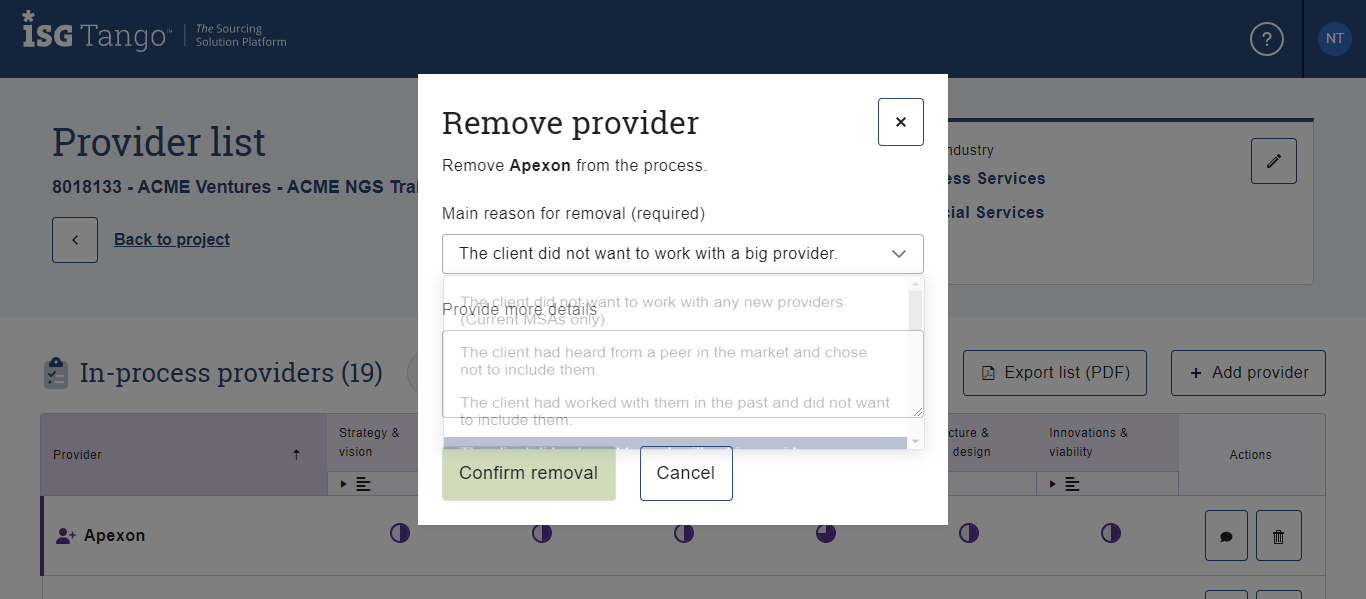 ISG Tango™
The Sourcing
Solution Platform
?
NT
Provider list
8018133 - ACME Ventures - ACME NGS Trai
Back to project
Remove provider
Remove Apexon from the process.
Main reason for removal (required)
The client did not want to work with a big provider.
The client did not want to work with any new providers
(Current MSAs only).
Provide more details
The client had heard from a peer in the market and chose
not to include them.
The client had worked with them in the past and did not want
to include them.
Confirm removal
Cancel
ndustry
ess Services
ial Services
In-process providers (19)
Export list (PDF)
+ Add provider
Provider
Strategy &
vision
cture &
design
Innovations &
viability
Actions
Apexon